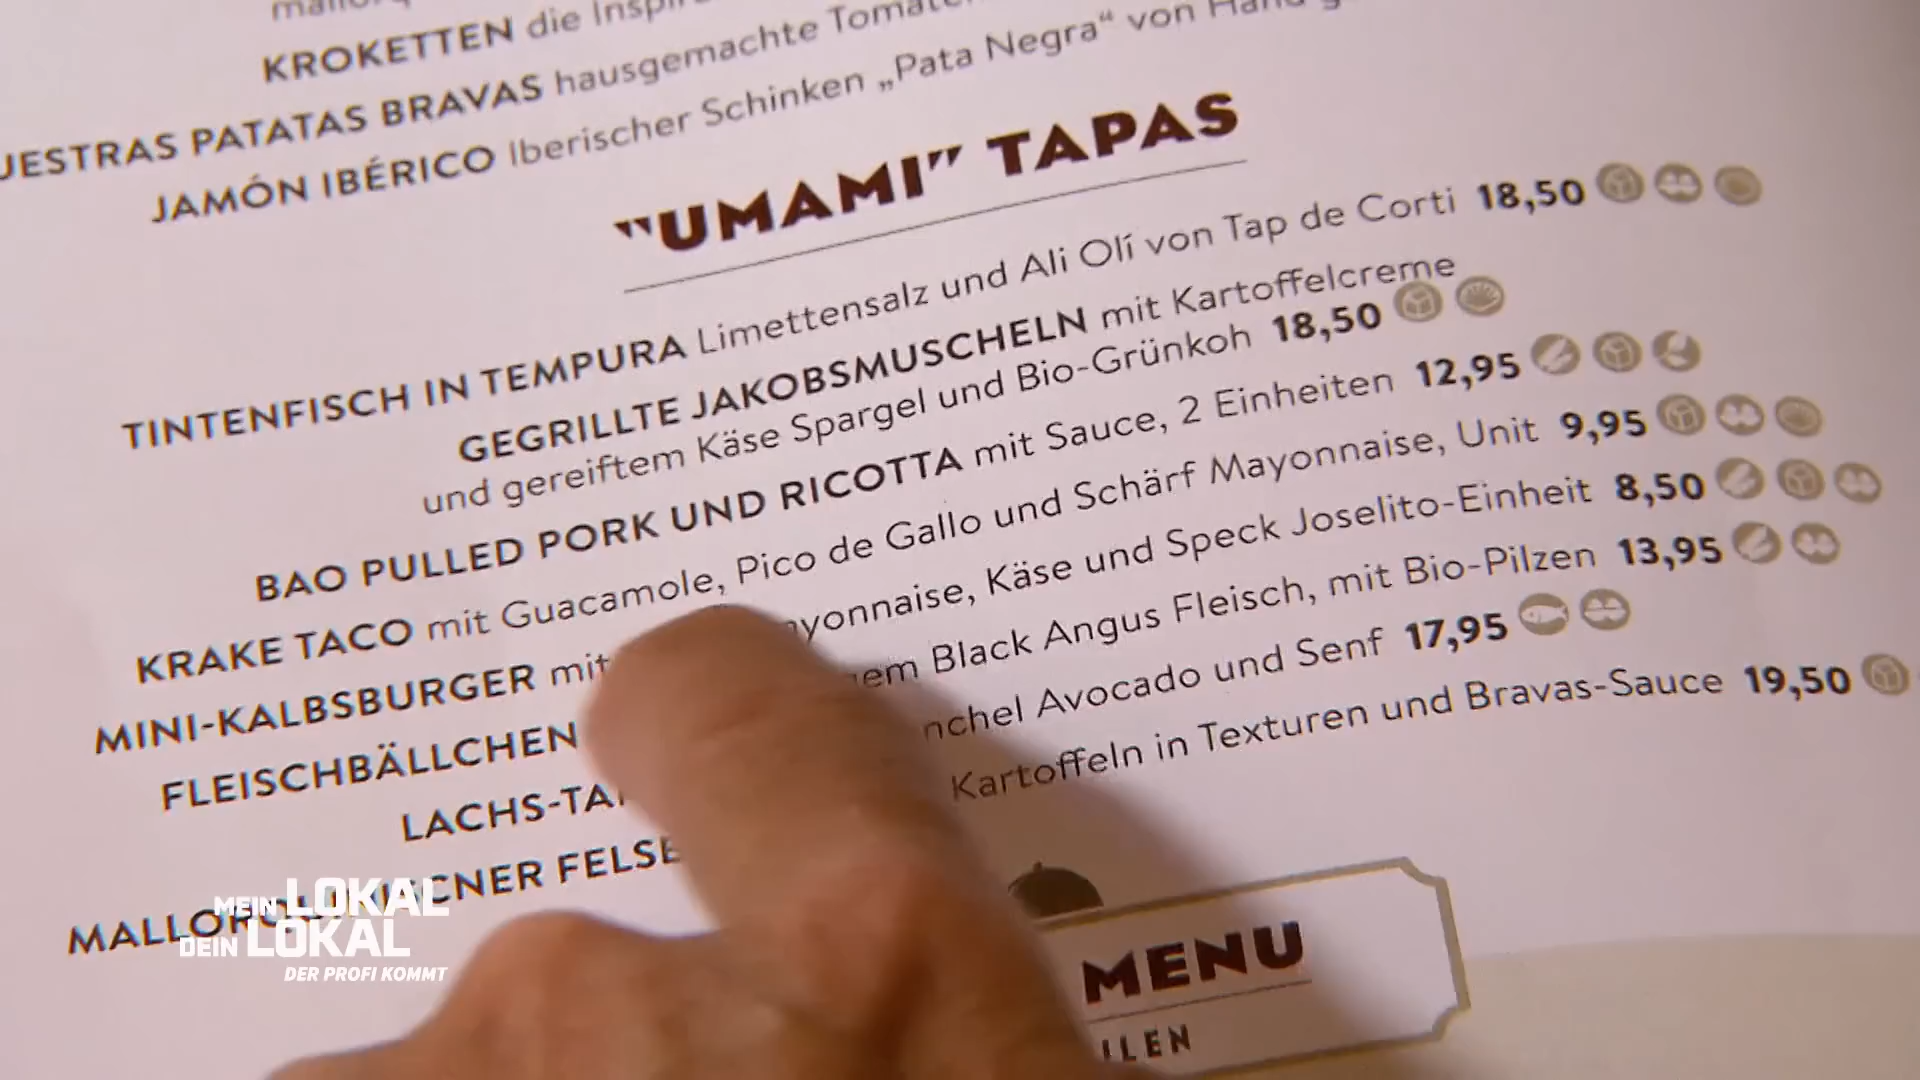 KROKETTEN die
UESTRAS PATATAS BRAVAS hausgemachte
JAMÓN IBÉRICO Iberischer Schinken „Pata Negra“ von
"UMAMI" TAPAS
TINTENFISCH IN TEMPURA Limettensalz und Ali Olí von Tap de Corti 18,50
GEGRILLTE JAKOBSMUSCHELN mit Kartoffelcreme
und gereiftem Käse Spargel und Bio-Grünkoh 18,50
BAO PULLED PORK UND RICOTTA mit Sauce, 2 Einheiten 12,95
KRAKE TACO mit Guacamole, Pico de Gallo und Schärf Mayonnaise, Unit 9,95
MINI-KALBSBURGER mit ayonnaise, Käse und Speck Joselito-Einheit 8,50
FLEISCHBÄLLCHEN em Black Angus Fleisch, mit Bio-Pilzen 13,95
LACHS-TA nchel Avocado und Senf 17,95
FELSE Kartoffeln in Texturen und Bravas-Sauce 19,50
MENU
ILEN
MEIN LOKAL
DEIN LOKAL
DER PROFI KOMMT